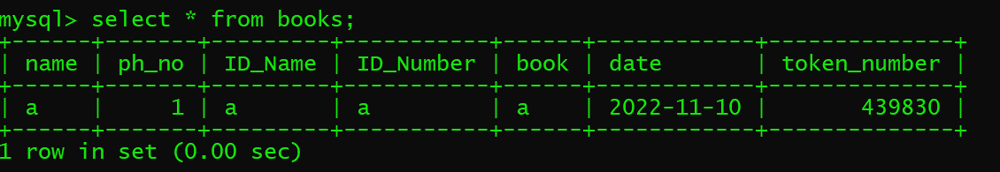 mysql> select * from books;
+------+-------+---------+-----------+------+------------+--------------+
| name | ph_no | ID_Name | ID_Number | book | date       | token_number |
+------+-------+---------+-----------+------+------------+--------------+
| a    |     1 | a       | a         | a    | 2022-11-10 |       439830 |
+------+-------+---------+-----------+------+------------+--------------+
1 row in set (0.00 sec)